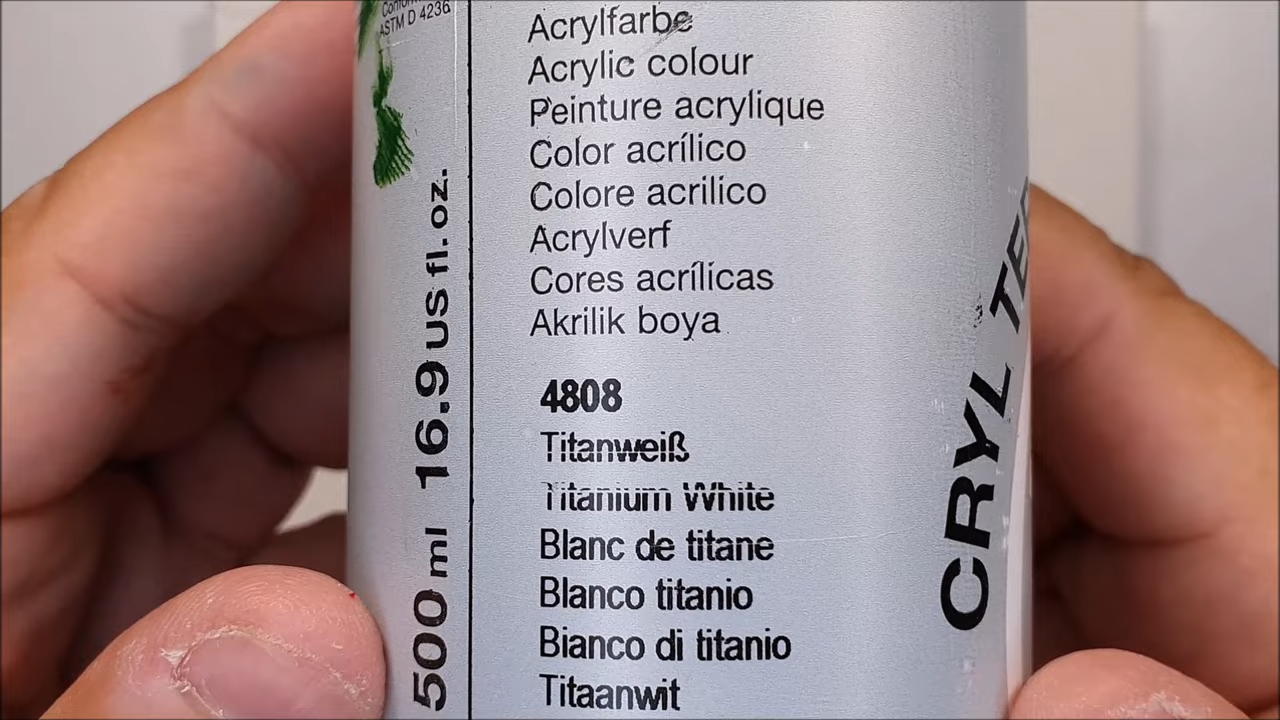 ASTM D 4236
500 ml 16.9 us fl. oz.
Acrylfarbe
Acrylic colour
Peinture acrylique
Color acrílico
Colore acrilico
Acrylverf
Cores acrílicas
Akrilik boya
4808
Titanweiß
Titanium White
Blanc de titane
Blanco titanio
Bianco di titanio
Titaanwit
CRYL